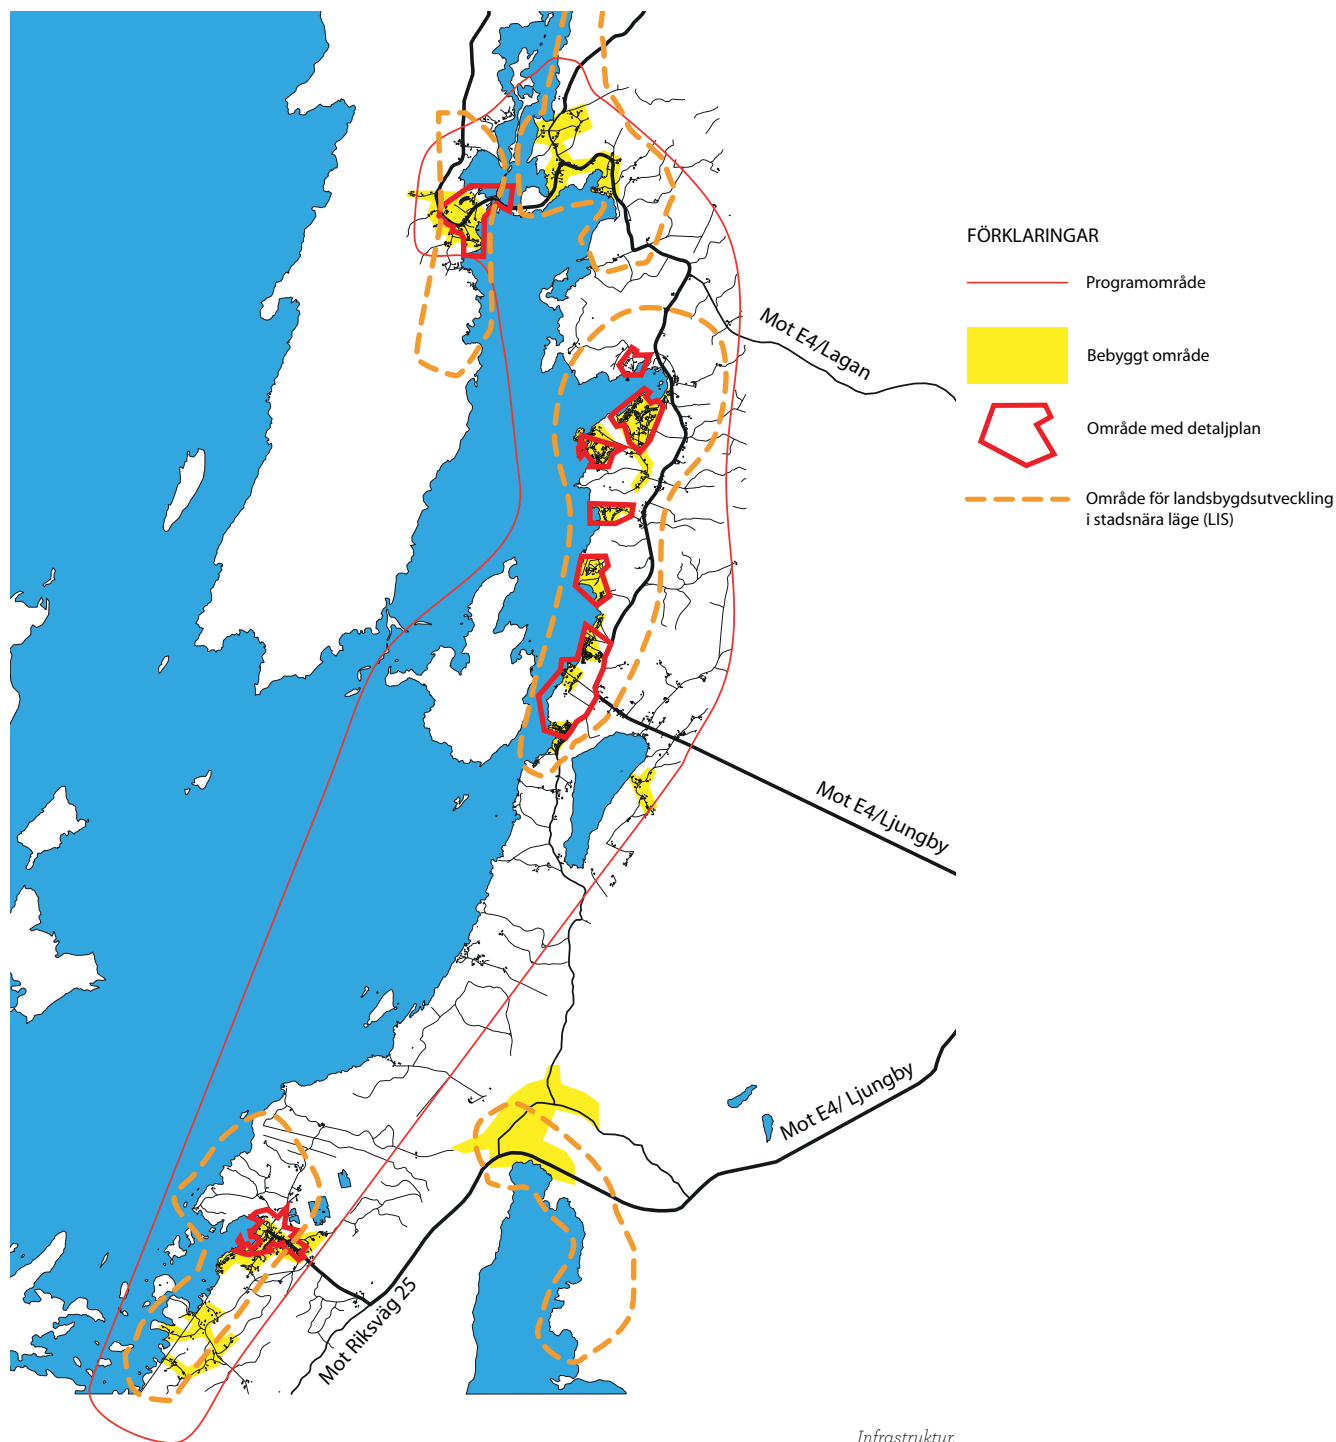 FÖRKLARINGAR
Programområde
Bebyggt område
Område med detaljplan
Område för landsbygdsutveckling
i stadsnära läge (LIS)
Mot E4/Lagan
Mot E4/Ljungby
Mot E4/ Ljungby
Mot Riksväg 25
Infrastruktur.